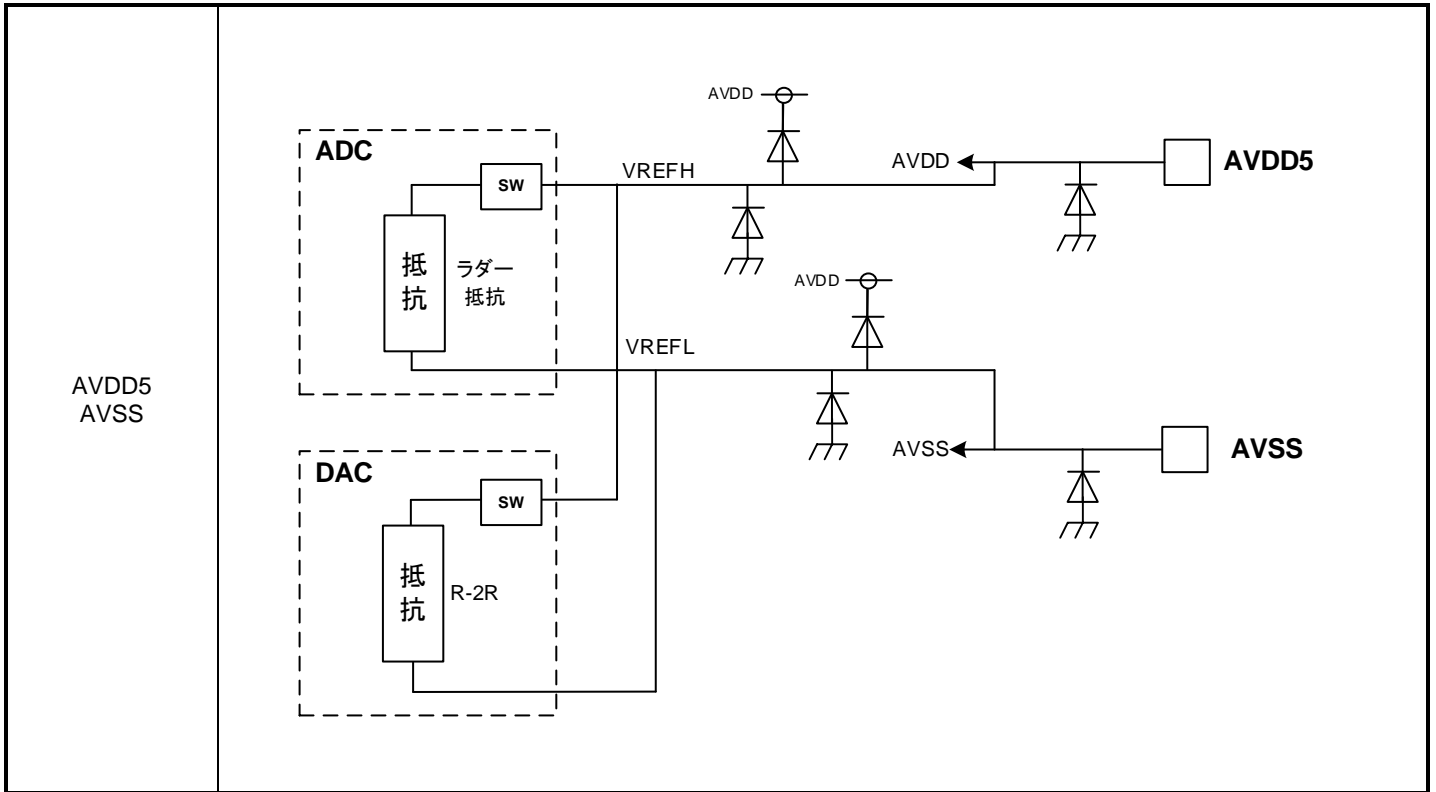 AVDD5
AVSS
AVDD
ADC
SW
VREFH
AVDD
AVDD5
抵
抗
ラダー
抵抗
AVDD
VREFL
AVSS
AVSS
DAC
SW
抵
抗
R-2R